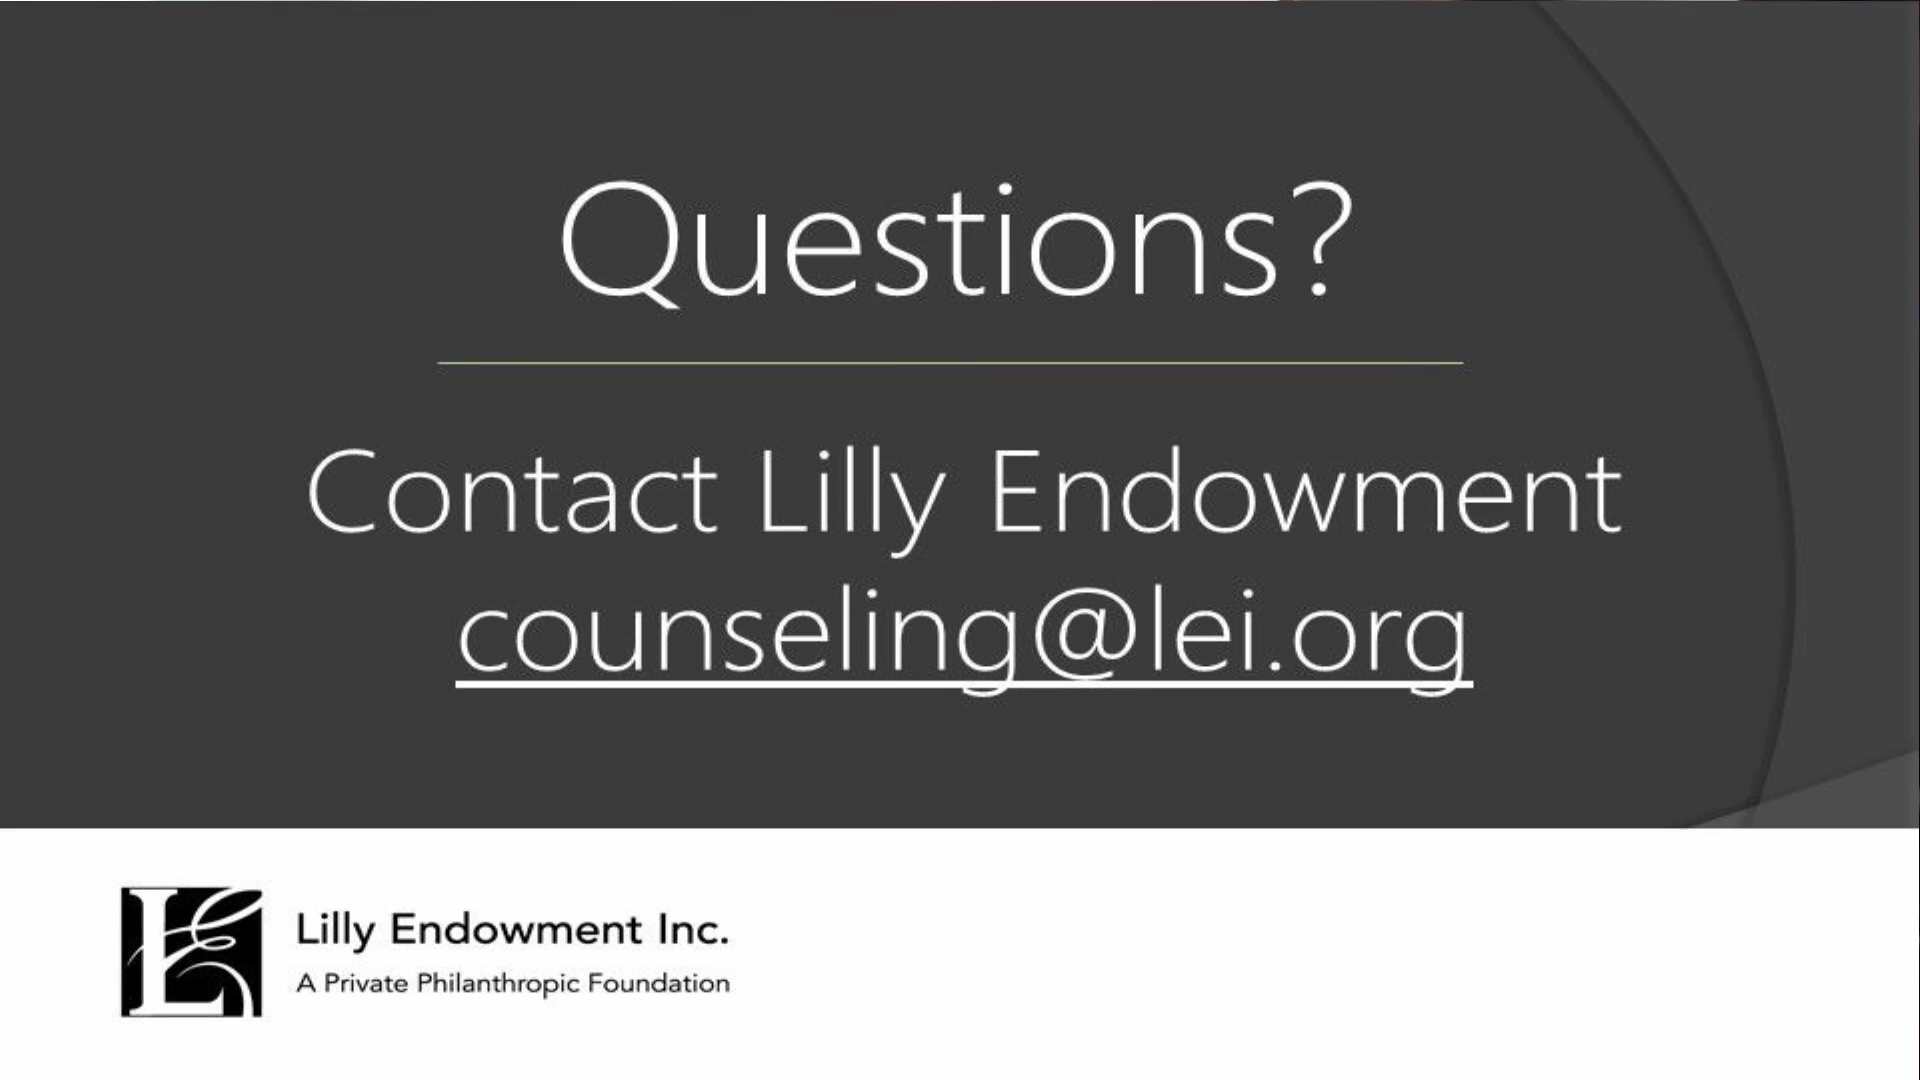 Questions?
Contact Lilly Endowment
counseling@lei.org
Lilly Endowment Inc.
A Private Philanthropic Foundation